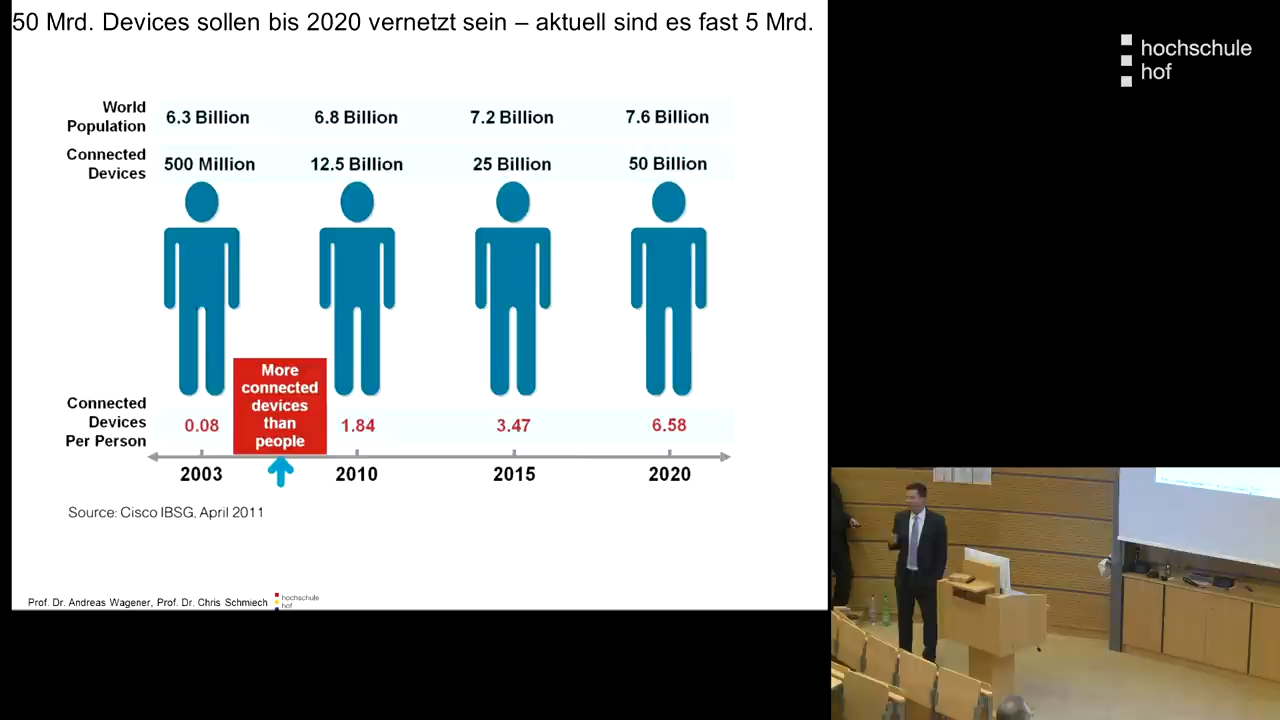 50 Mrd. Devices sollen bis 2020 vernetzt sein – aktuell sind es fast 5 Mrd.
hochschule
hof
World
Population
6.3 Billion 6.8 Billion 7.2 Billion 7.6 Billion
Connected
Devices
500 Million 12.5 Billion 25 Billion 50 Billion
More
connected
devices
than
people
Connected
Devices
Per Person
0.08 1.84 3.47 6.58
2003 2010 2015 2020
Source: Cisco IBSG, April 2011
Prof. Dr. Andreas Wagener, Prof. Dr. Chris Schmiech
hochschule
hof